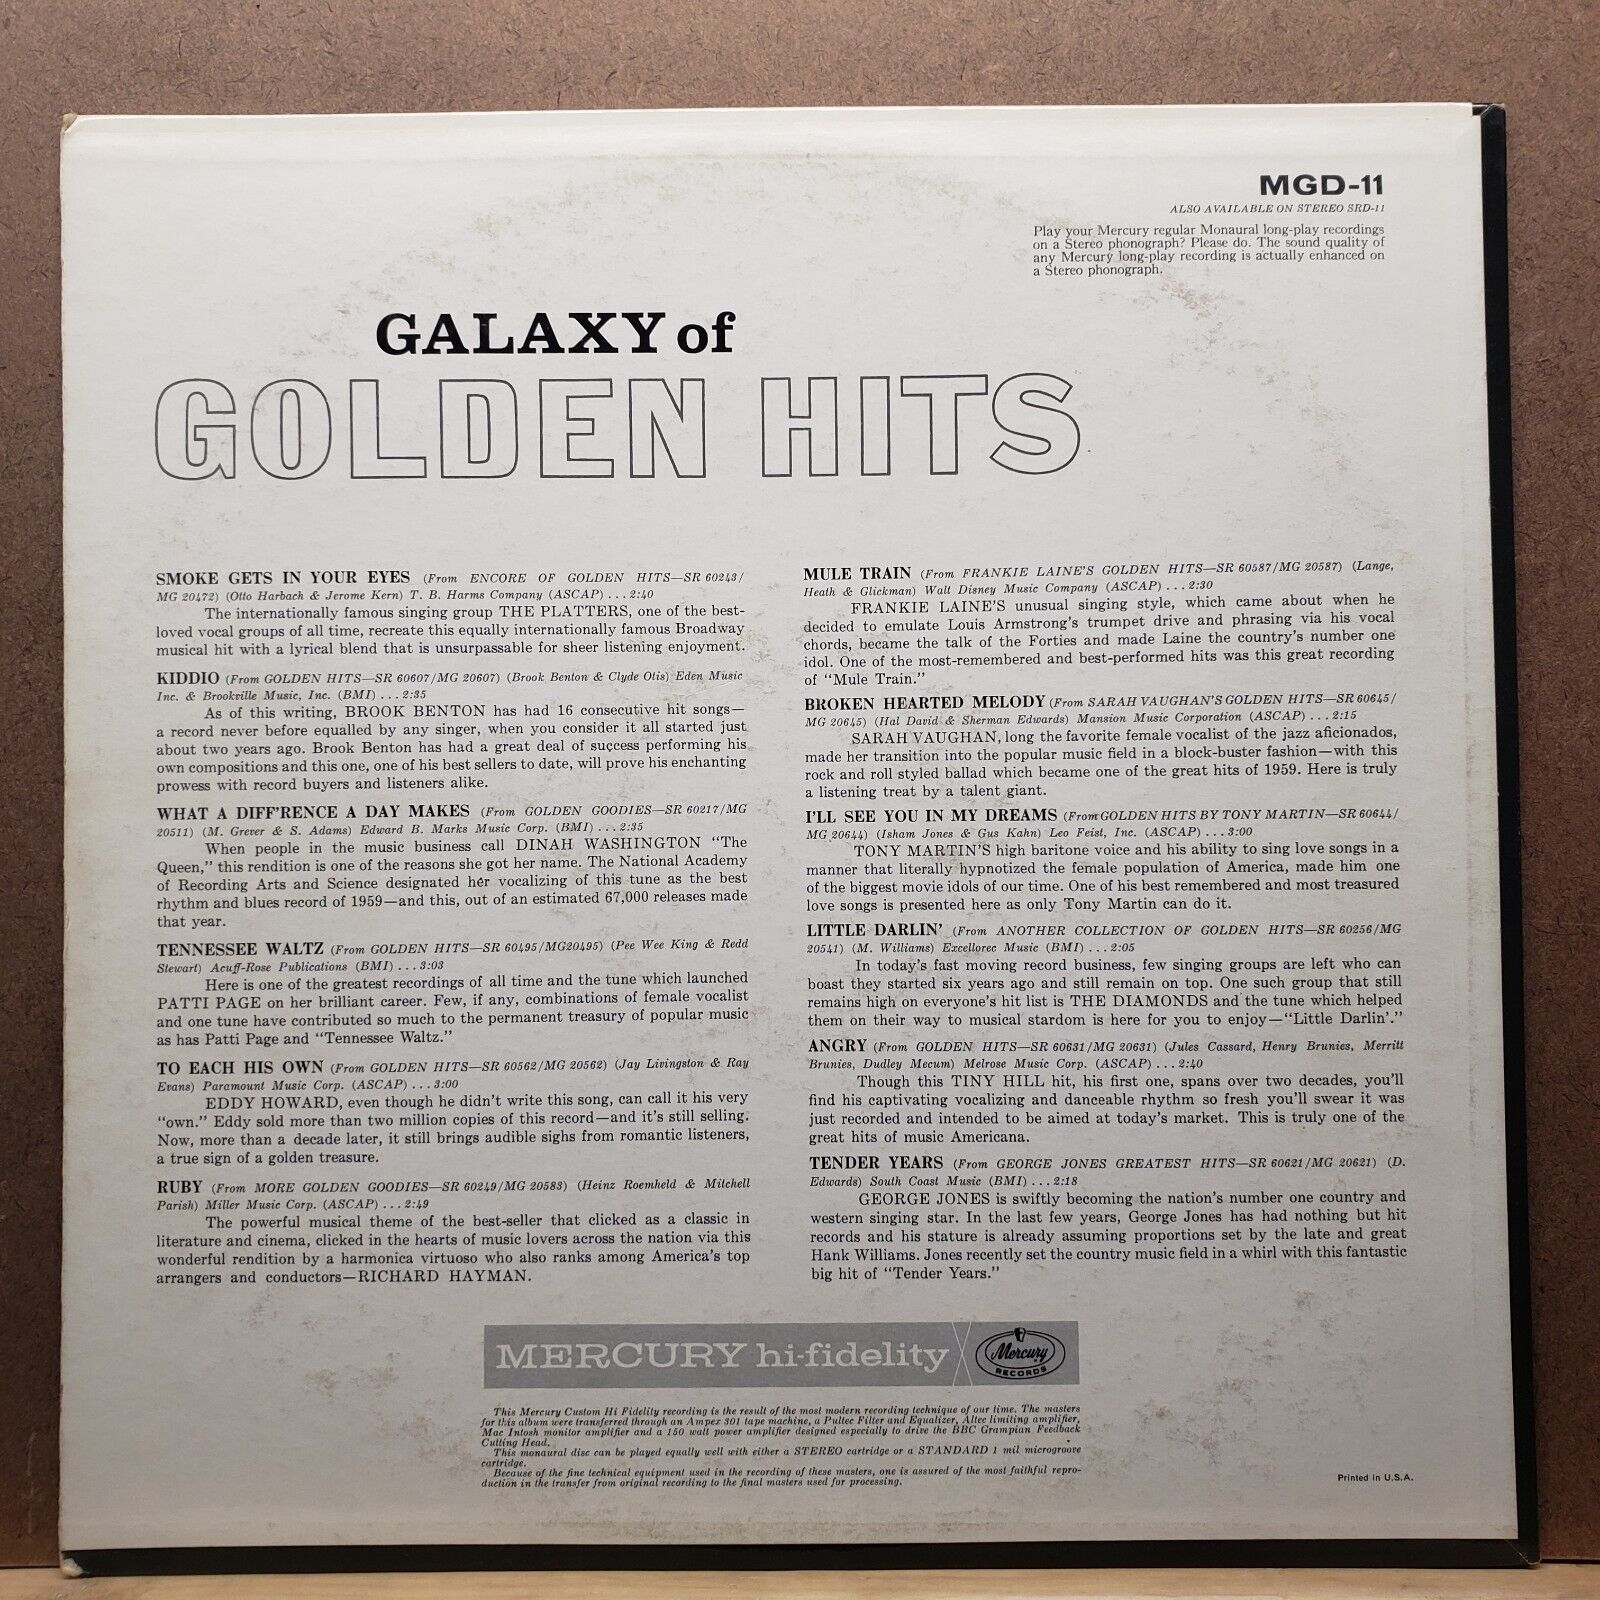 MGD-11
ALSO AVAILABLE ON STEREO SRD-11
Play your Mercury regular Monaural long-play recordings
on a Stereo phonograph? Please do. The sound quality of
any Mercury long-play recording is actually enhanced on
a Stereo phonograph.
GALAXY of
GOLDEN HITS
SMOKE GETS IN YOUR EYES (From ENCORE OF GOLDEN HITS—SR 60243/
MG 20472) (Otto Harbach & Jerome Kern) T. B. Harms Company (ASCAP) ... 2:40
The internationally famous singing group THE PLATTERS, one of the best-
loved vocal groups of all time, recreate this equally internationally famous Broadway
musical hit with a lyrical blend that is unsurpassable for sheer listening enjoyment.
KIDDIO (From GOLDEN HITS—SR 60607/MG 20607) (Brook Benton & Clyde Otis) Eden Music
Inc. & Brookville Music, Inc. (BMI) ... 2:35
As of this writing, BROOK BENTON has had 16 consecutive hit songs—
a record never before equalled by any singer, when you consider it all started just
about two years ago. Brook Benton has had a great deal of success performing his
own compositions and this one, one of his best sellers to date, will prove his enchanting
prowess with record buyers and listeners alike.
WHAT A DIFF'RENCE A DAY MAKES (From GOLDEN GOODIES—SR 60217/MG
20511) (M. Grever & S. Adams) Edward B. Marks Music Corp. (BMI) ... 2:35
When people in the music business call DINAH WASHINGTON "The
Queen," this rendition is one of the reasons she got her name. The National Academy
of Recording Arts and Science designated her vocalizing of this tune as the best
rhythm and blues record of 1959—and this, out of an estimated 67,000 releases made
that year.
TENNESSEE WALTZ (From GOLDEN HITS—SR 60495/MG20495) (Pee Wee King & Redd
Stewart) Acuff-Rose Publications (BMI) ... 3:03
Here is one of the greatest recordings of all time and the tune which launched
PATTI PAGE on her brilliant career. Few, if any, combinations of female vocalist
and one tune have contributed so much to the permanent treasury of popular music
as has Patti Page and "Tennessee Waltz."
TO EACH HIS OWN (From GOLDEN HITS—SR 60562/MG 20562) (Jay Livingston & Ray
Evans) Paramount Music Corp. (ASCAP) ... 3:00
EDDY HOWARD, even though he didn't write this song, can call it his very
"own." Eddy sold more than two million copies of this record—and it's still selling.
Now, more than a decade later, it still brings audible sighs from romantic listeners,
a true sign of a golden treasure.
RUBY (From MORE GOLDEN GOODIES—SR 60249/MG 20583) (Heinz Roemheld & Mitchell
Parish) Miller Music Corp. (ASCAP) ... 2:49
The powerful musical theme of the best-seller that clicked as a classic in
literature and cinema, clicked in the hearts of music lovers across the nation via this
wonderful rendition by a harmonica virtuoso who also ranks among America's top
arrangers and conductors—RICHARD HAYMAN.
MULE TRAIN (From FRANKIE LAINE'S GOLDEN HITS—SR 60587/MG 20587) (Lange,
Heath & Glickman) Walt Disney Music Company (ASCAP) ... 2:30
FRANKIE LAINE'S unusual singing style, which came about when he
decided to emulate Louis Armstrong's trumpet drive and phrasing via his vocal
chords, became the talk of the Forties and made Laine the country's number one
idol. One of the most-remembered and best-performed hits was this great recording
of "Mule Train."
BROKEN HEARTED MELODY (From SARAH VAUGHAN'S GOLDEN HITS—SR 60645/
MG 20645) (Hal David & Sherman Edwards) Mansion Music Corporation (ASCAP) ... 2:15
SARAH VAUGHAN, long the favorite female vocalist of the jazz aficionados,
made her transition into the popular music field in a block-buster fashion—with this
rock and roll styled ballad which became one of the great hits of 1959. Here is truly
a listening treat by a talent giant.
I'LL SEE YOU IN MY DREAMS (From GOLDEN HITS BY TONY MARTIN—SR 60644/
MG 20644) (Isham Jones & Gus Kahn) Leo Feist, Inc. (ASCAP) ... 3:00
TONY MARTIN'S high baritone voice and his ability to sing love songs in a
manner that literally hypnotized the female population of America, made him one
of the biggest movie idols of our time. One of his best remembered and most treasured
love songs is presented here as only Tony Martin can do it.
LITTLE DARLIN' (From ANOTHER COLLECTION OF GOLDEN HITS—SR 60256/MG
20541) (M. Williams) Excellorec Music (BMI) ... 2:05
In today's fast moving record business, few singing groups are left who can
boast they started six years ago and still remain on top. One such group that still
remains high on everyone's hit list is THE DIAMONDS and the tune which helped
them on their way to musical stardom is here for you to enjoy—"Little Darlin'."
ANGRY (From GOLDEN HITS—SR 60631/MG 20631) (Jules Cassard, Henry Brunies, Merritt
Brunies, Dudley Mecum) Melrose Music Corp. (ASCAP) ... 2:40
Though this TINY HILL hit, his first one, spans over two decades, you'll
find his captivating vocalizing and danceable rhythm so fresh you'll swear it was
just recorded and intended to be aimed at today's market. This is truly one of the
great hits of music Americana.
TENDER YEARS (From GEORGE JONES GREATEST HITS—SR 60621/MG 20621) (D.
Edwards) South Coast Music (BMI) ... 2:18
GEORGE JONES is swiftly becoming the nation's number one country and
western singing star. In the last few years, George Jones has had nothing but hit
records and his stature is already assuming proportions set by the late and great
Hank Williams. Jones recently set the country music field in a whirl with this fantastic
big hit of "Tender Years."
MERCURY hi-fidelity
Mercury
RECORDS
This Mercury Custom Hi Fidelity recording is the result of the most modern recording technique of our time. The masters
for this album were transferred through an Ampex 301 tape machine, a Pultec Filter and Equalizer, Altec limiting amplifier,
Mac Intosh monitor amplifier and a 150 watt power amplifier designed especially to drive the BBC Grampian Feedback
Cutting Head.
This monaural disc can be played equally well with either a STEREO cartridge or a STANDARD 1 mil microgroove
cartridge.
Because of the fine technical equipment used in the recording of these masters, one is assured of the most faithful repro-
duction in the transfer from original recording to the final masters used for processing.
Printed in U.S.A.